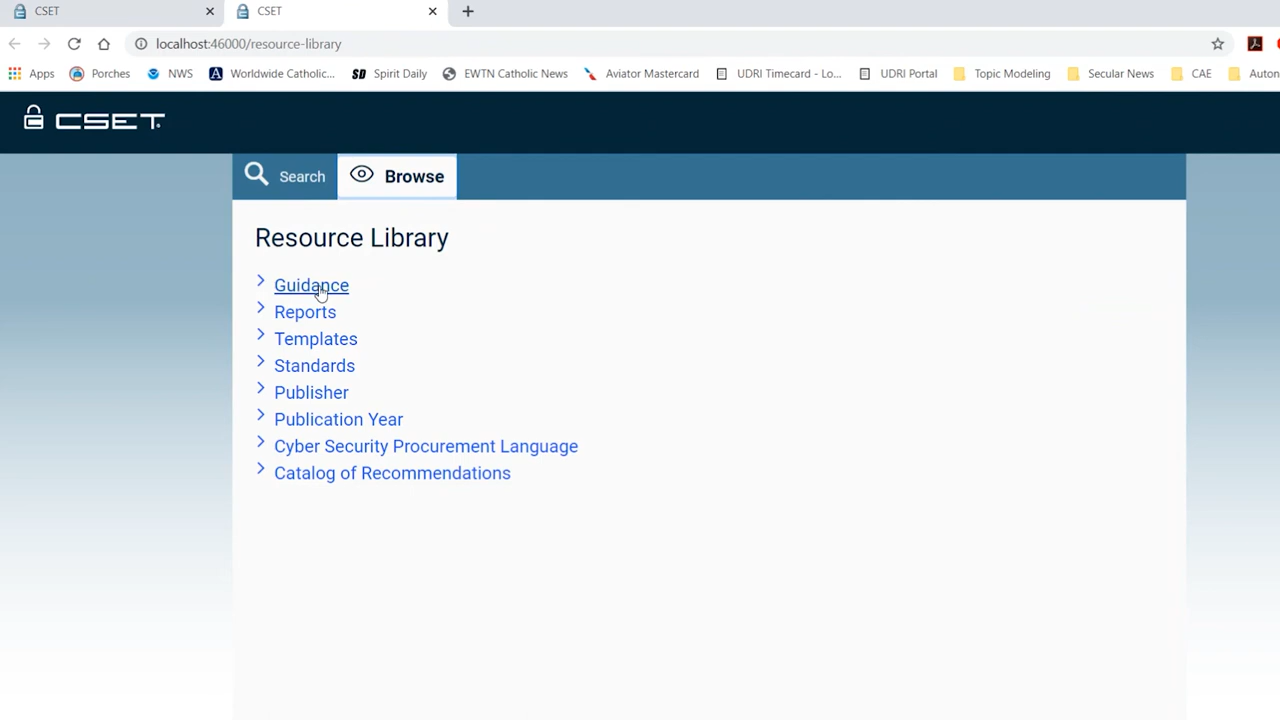 CSET
CSET
localhost:46000/resource-library
Apps Porches NWS Worldwide Catholic... Spirit Daily EWTN Catholic News Aviator Mastercard UDRI Timecard - Lo... UDRI Portal Topic Modeling Secular News CAE Auton
CSET
Search Browse
Resource Library
Guidance
Reports
Templates
Standards
Publisher
Publication Year
Cyber Security Procurement Language
Catalog of Recommendations